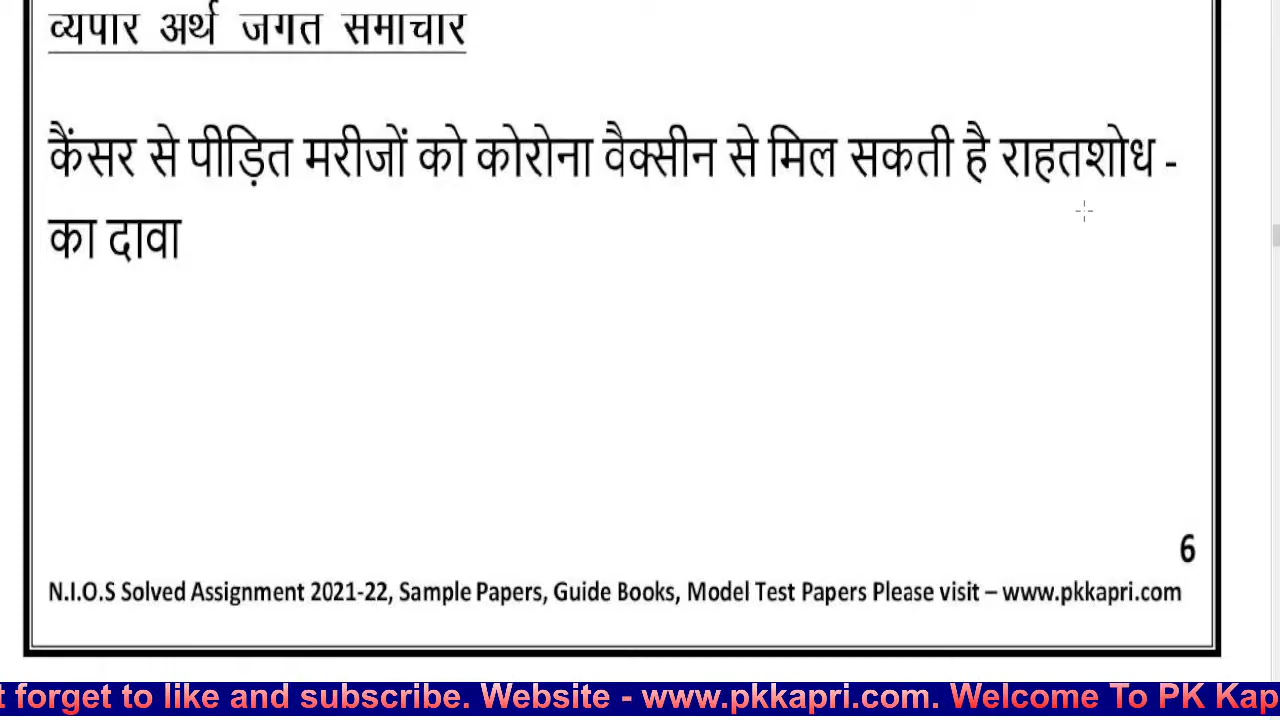 व्यपार अर्थ जगत समाचार
कैंसर से पीड़ित मरीजों को कोरोना वैक्सीन से मिल सकती है राहतशोध -
का दावा
6
N.I.O.S Solved Assignment 2021-22, Sample Papers, Guide Books, Model Test Papers Please visit – www.pkkapri.com
t forget to like and subscribe. Website - www.pkkapri.com. Welcome To PK Kap